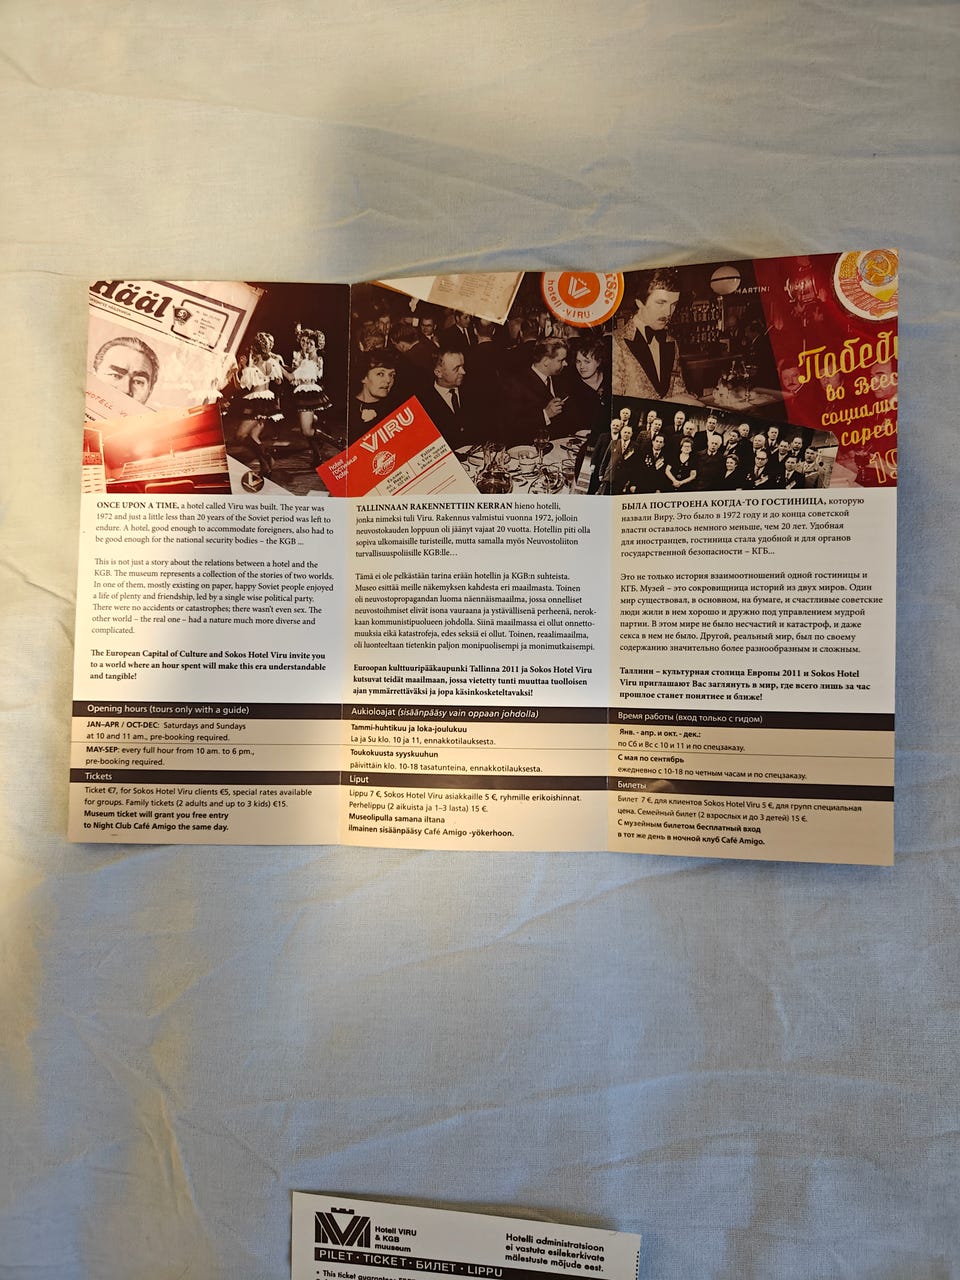 Hääl
VIRU
hotell
hotell
VIRU
MARTINI
Победи
во Всес
социалис
сорев
ONCE UPON A TIME, a hotel called Viru was built. The year was
1972 and just a little less than 20 years of the Soviet period was left to
endure. A hotel, good enough to accommodate foreigners, also had to
be good enough for the national security bodies – the KGB ...
This is not just a story about the relations between a hotel and the
KGB. The museum represents a collection of the stories of two worlds.
In one of them, mostly existing on paper, happy Soviet people enjoyed
a life of plenty and friendship, led by a single wise political party.
There were no accidents or catastrophes; there wasn't even sex. The
other world – the real one – had a nature much more diverse and
complicated.
The European Capital of Culture and Sokos Hotel Viru invite you
to a world where an hour spent will make this era understandable
and tangible!
Opening hours (tours only with a guide)
JAN–APR / OCT-DEC: Saturdays and Sundays
at 10 and 11 am., pre-booking required.
MAY-SEP: every full hour from 10 am. to 6 pm.,
pre-booking required.
Tickets
Ticket €7, for Sokos Hotel Viru clients €5, special rates available
for groups. Family tickets (2 adults and up to 3 kids) €15.
Museum ticket will grant you free entry
to Night Club Café Amigo the same day.
TALLINNAAN RAKENNETTIIN KERRAN hieno hotelli,
jonka nimeksi tuli Viru. Rakennus valmistui vuonna 1972, jolloin
neuvostokauden loppuun oli jäänyt vajaat 20 vuotta. Hotellin piti olla
sopiva ulkomaisille turisteille, mutta samalla myös Neuvostoliiton
turvallisuuspoliisille KGB:lle…
Tämä ei ole pelkästään tarina erään hotellin ja KGB:n suhteista.
Museo esittää meille näkemyksen kahdesta eri maailmasta. Toinen
oli neuvostopropagandan luoma näennäismaailma, jossa onnelliset
neuvostoihmiset elivät isona vauraana ja ystävällisenä perheenä, nerok-
kaan kommunistipuolueen johdolla. Siinä maailmassa ei ollut onnetto-
muuksia eikä katastrofeja, edes seksiä ei ollut. Toinen, reaalimaailma,
oli luonteeltaan tietenkin paljon monipuolisempi ja monimutkaisempi.
Euroopan kulttuuripääkaupunki Tallinna 2011 ja Sokos Hotel Viru
kutsuvat teidät maailmaan, jossa vietetty tunti muuttaa tuolloisen
ajan ymmärrettäväksi ja jopa käsinkosketeltavaksi!
Aukioloajat (sisäänpääsy vain oppaan johdolla)
Tammi-huhtikuu ja loka-joulukuu
La ja Su klo. 10 ja 11, ennakkotilauksesta.
Toukokuusta syyskuuhun
päivittäin klo. 10-18 tasatunteina, ennakkotilauksesta.
Liput
Lippu 7 €, Sokos Hotel Viru asiakkaille 5 €, ryhmille erikoishinnat.
Perhelippu (2 aikuista ja 1–3 lasta) 15 €.
Museolipulla samana iltana
ilmainen sisäänpääsy Café Amigo -yökerhoon.
БЫЛА ПОСТРОЕНА КОГДА-ТО ГОСТИНИЦА, которую
назвали Виру. Это было в 1972 году и до конца советской
власти оставалось немного меньше, чем 20 лет. Удобная
для иностранцев, гостиница стала удобной и для органов
государственной безопасности – КГБ...
Это не только история взаимоотношений одной гостиницы и
КГБ. Музей – это сокровищница историй из двух миров. Один
мир существовал, в основном, на бумаге, и счастливые советские
люди жили в нем хорошо и дружно под управлением мудрой
партии. В этом мире не было несчастий и катастроф, и даже
секса в нем не было. Другой, реальный мир, был по своему
содержанию значительно более разнообразным и сложным.
Таллинн – культурная столица Европы 2011 и Sokos Hotel
Viru приглашают Вас заглянуть в мир, где всего лишь за час
прошлое станет понятнее и ближе!
Время работы (вход только с гидом)
Янв. - апр. и окт. - дек.:
по Сб и Вс с 10 и 11 и по спецзаказу.
С мая по сентябрь
ежедневно с 10-18 по четным часам и по спецзаказу.
Билеты
Билет 7 €, для клиентов Sokos Hotel Viru 5 €, для групп специальная
цена. Семейный билет (2 взрослых и до 3 детей) 15 €.
С музейным билетом бесплатный вход
в тот же день в ночной клуб Café Amigo.
Hotell VIRU
& KGB
muuseum
Hotelli administratsioon
ei vastuta esilekerkivate
mälestuste mõjude eest.
PILET · TICKET · БИЛЕТ · LIPPU
• This ticket guarantees